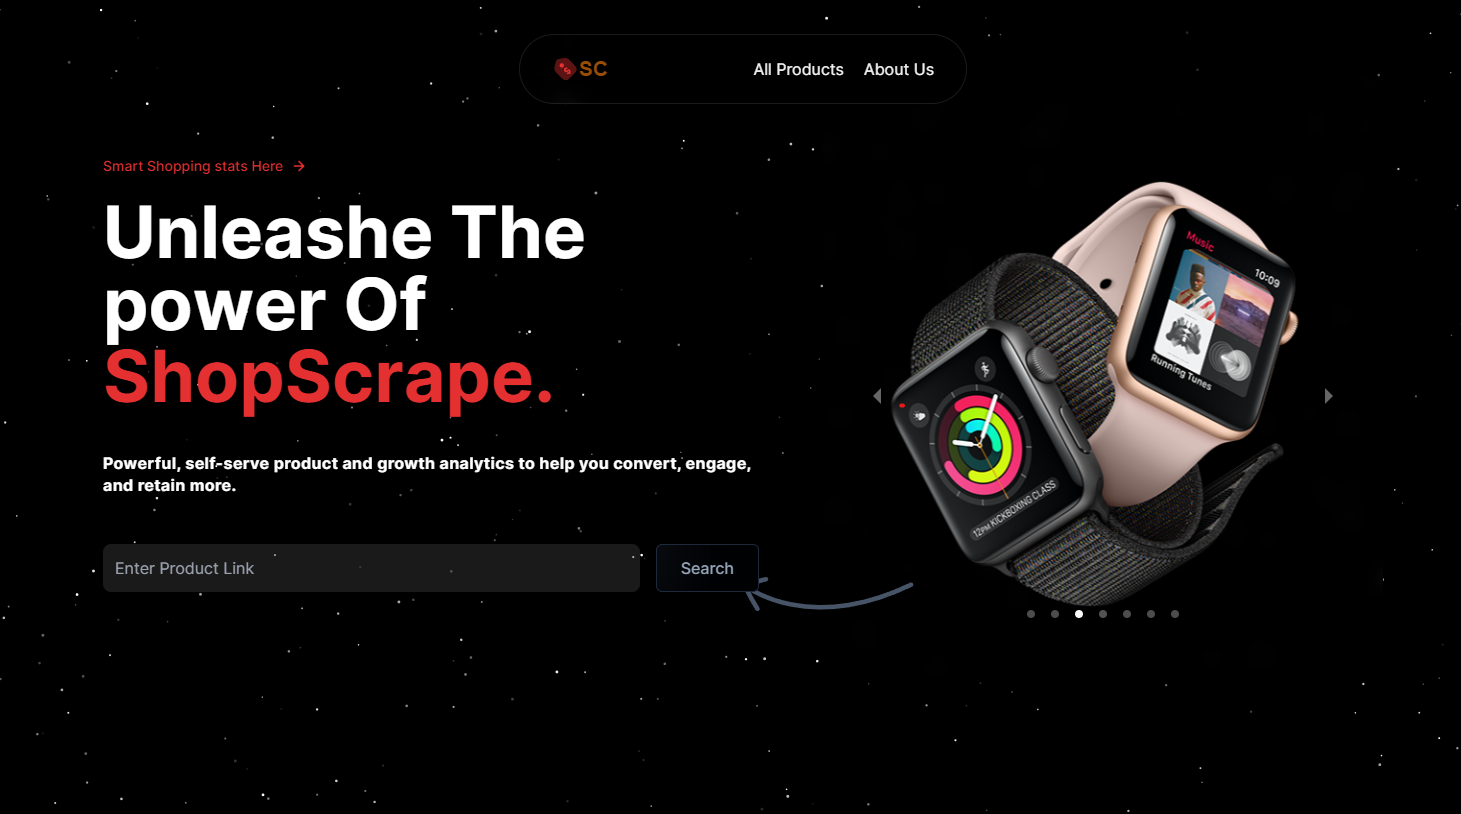 SC
All Products
About Us
Smart Shopping stats Here →
Unleashe The
power Of
ShopScrape.
Powerful, self-serve product and growth analytics to help you convert, engage,
and retain more.
Enter Product Link
Search
Music
10:09
Running Tunes
12PM KICKBOXING CLASS